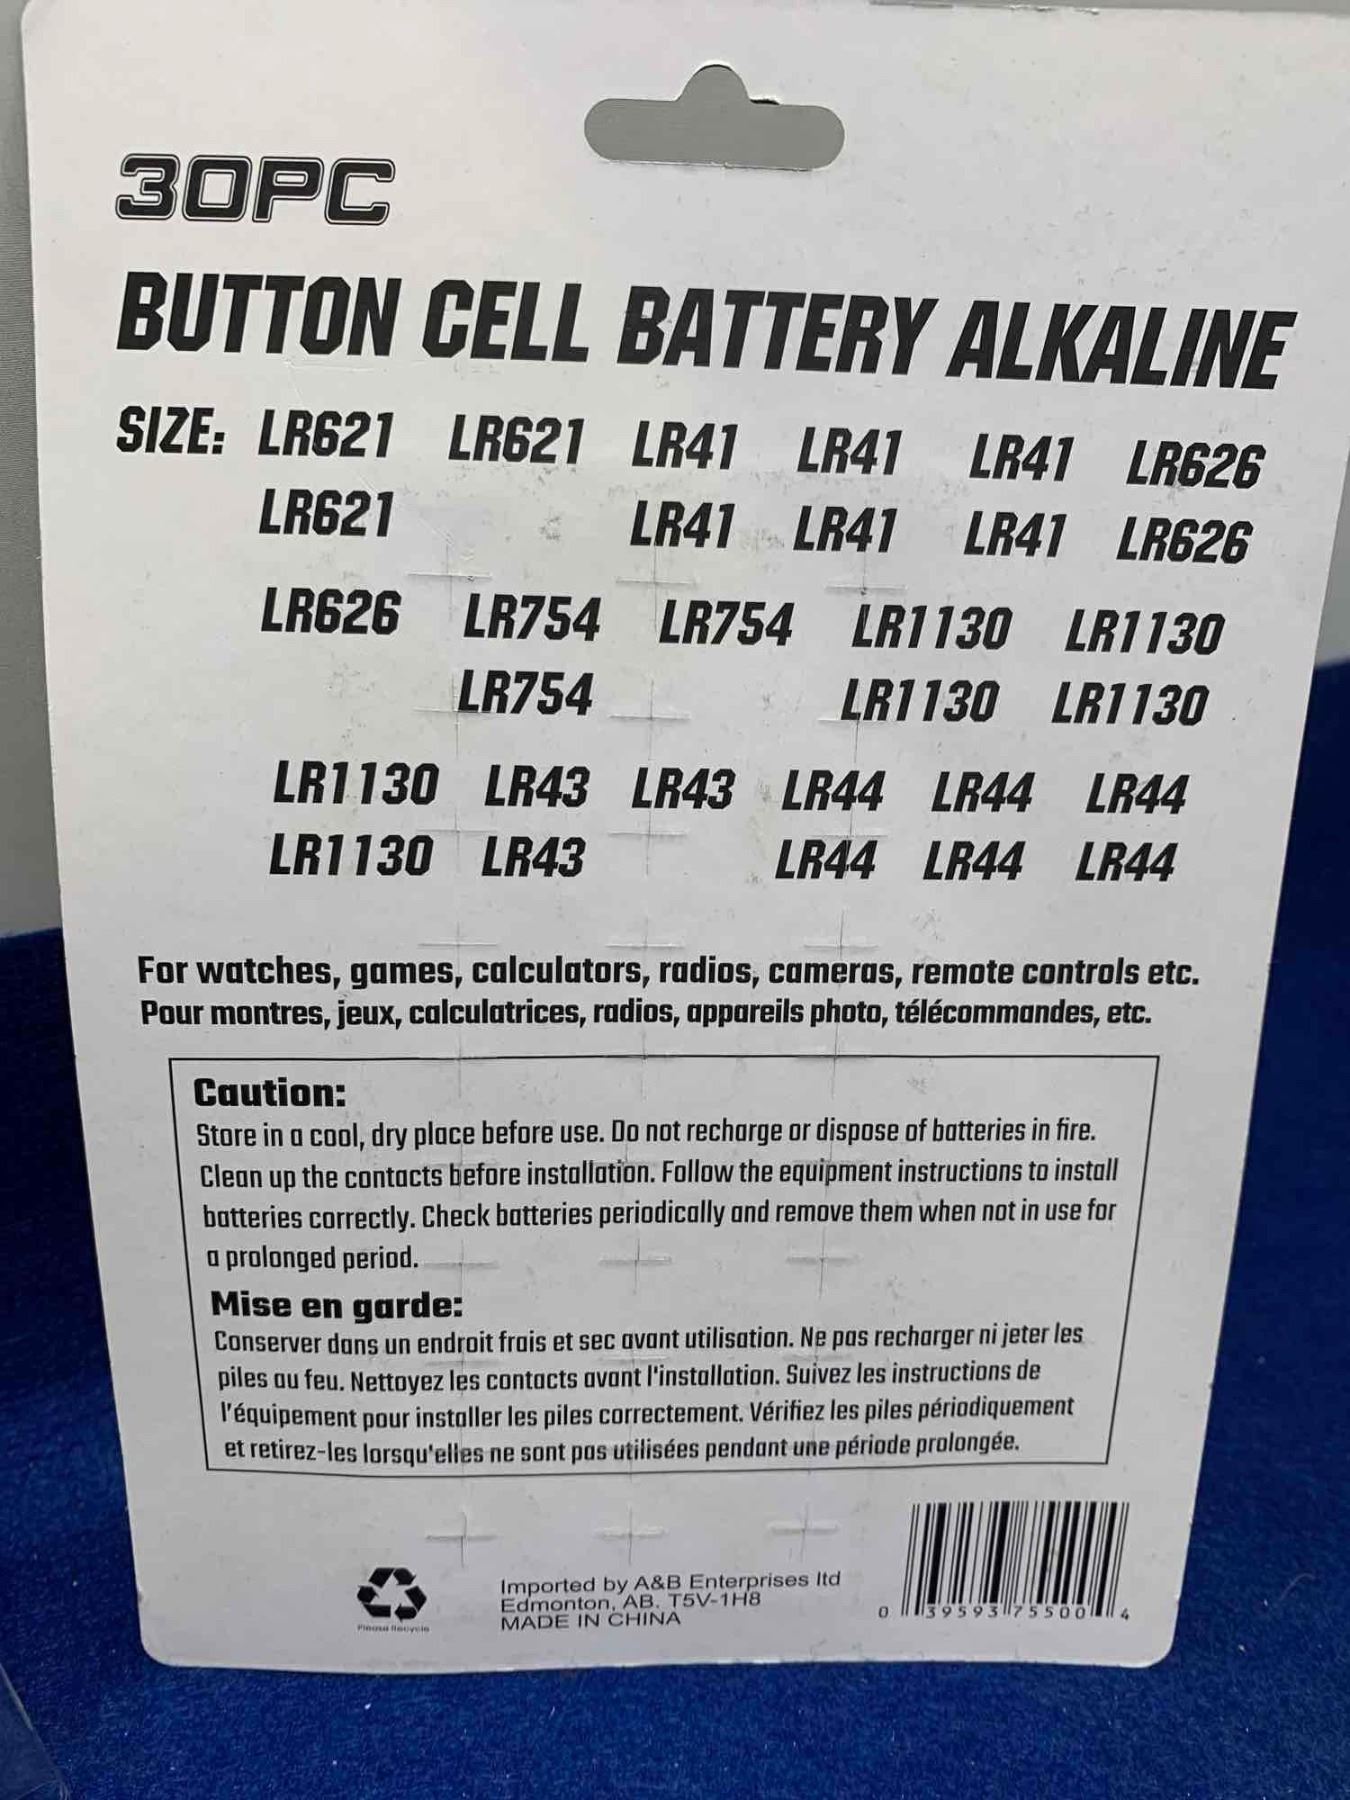 30PC
BUTTON CELL BATTERY ALKALINE
SIZE: LR621 LR621 LR41 LR41 LR41 LR626
LR621 LR41 LR41 LR41 LR626
LR626 LR754 LR754 LR1130 LR1130
LR754 LR1130 LR1130
LR1130 LR43 LR43 LR44 LR44 LR44
LR1130 LR43 LR44 LR44 LR44
For watches, games, calculators, radios, cameras, remote controls etc.
Pour montres, jeux, calculatrices, radios, appareils photo, télécommandes, etc.
Caution:
Store in a cool, dry place before use. Do not recharge or dispose of batteries in fire.
Clean up the contacts before installation. Follow the equipment instructions to install
batteries correctly. Check batteries periodically and remove them when not in use for
a prolonged period.
Mise en garde:
Conserver dans un endroit frais et sec avant utilisation. Ne pas recharger ni jeter les
piles au feu. Nettoyez les contacts avant l'installation. Suivez les instructions de
l'équipement pour installer les piles correctement. Vérifiez les piles périodiquement
et retirez-les lorsqu'elles ne sont pas utilisées pendant une période prolongée.
Please Recycle
Imported by A&B Enterprises ltd
Edmonton, AB. T5V-1H8
MADE IN CHINA
0 39593 75500 4